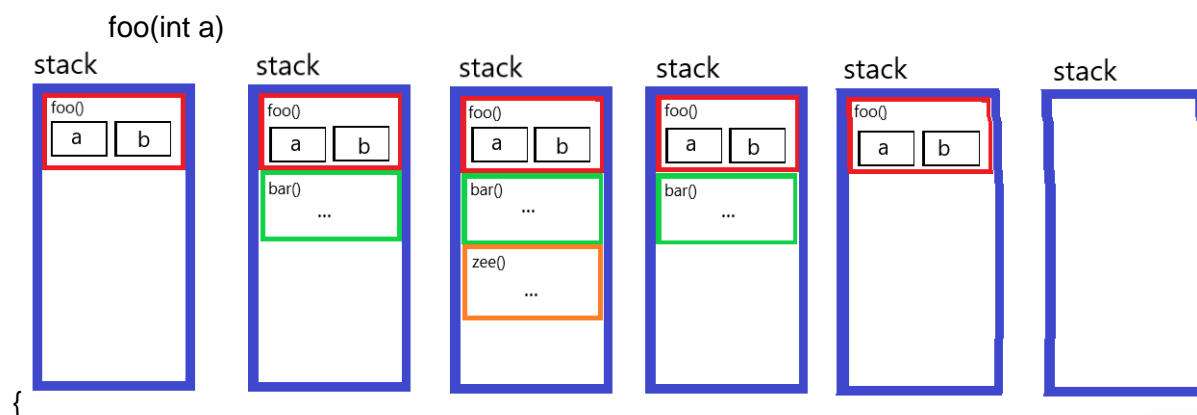 foo(int a)
stack stack stack stack stack stack
foo() foo() foo() foo() foo()
a b a b a b a b a b
bar() bar() bar()
... ... ...
zee()
...
{